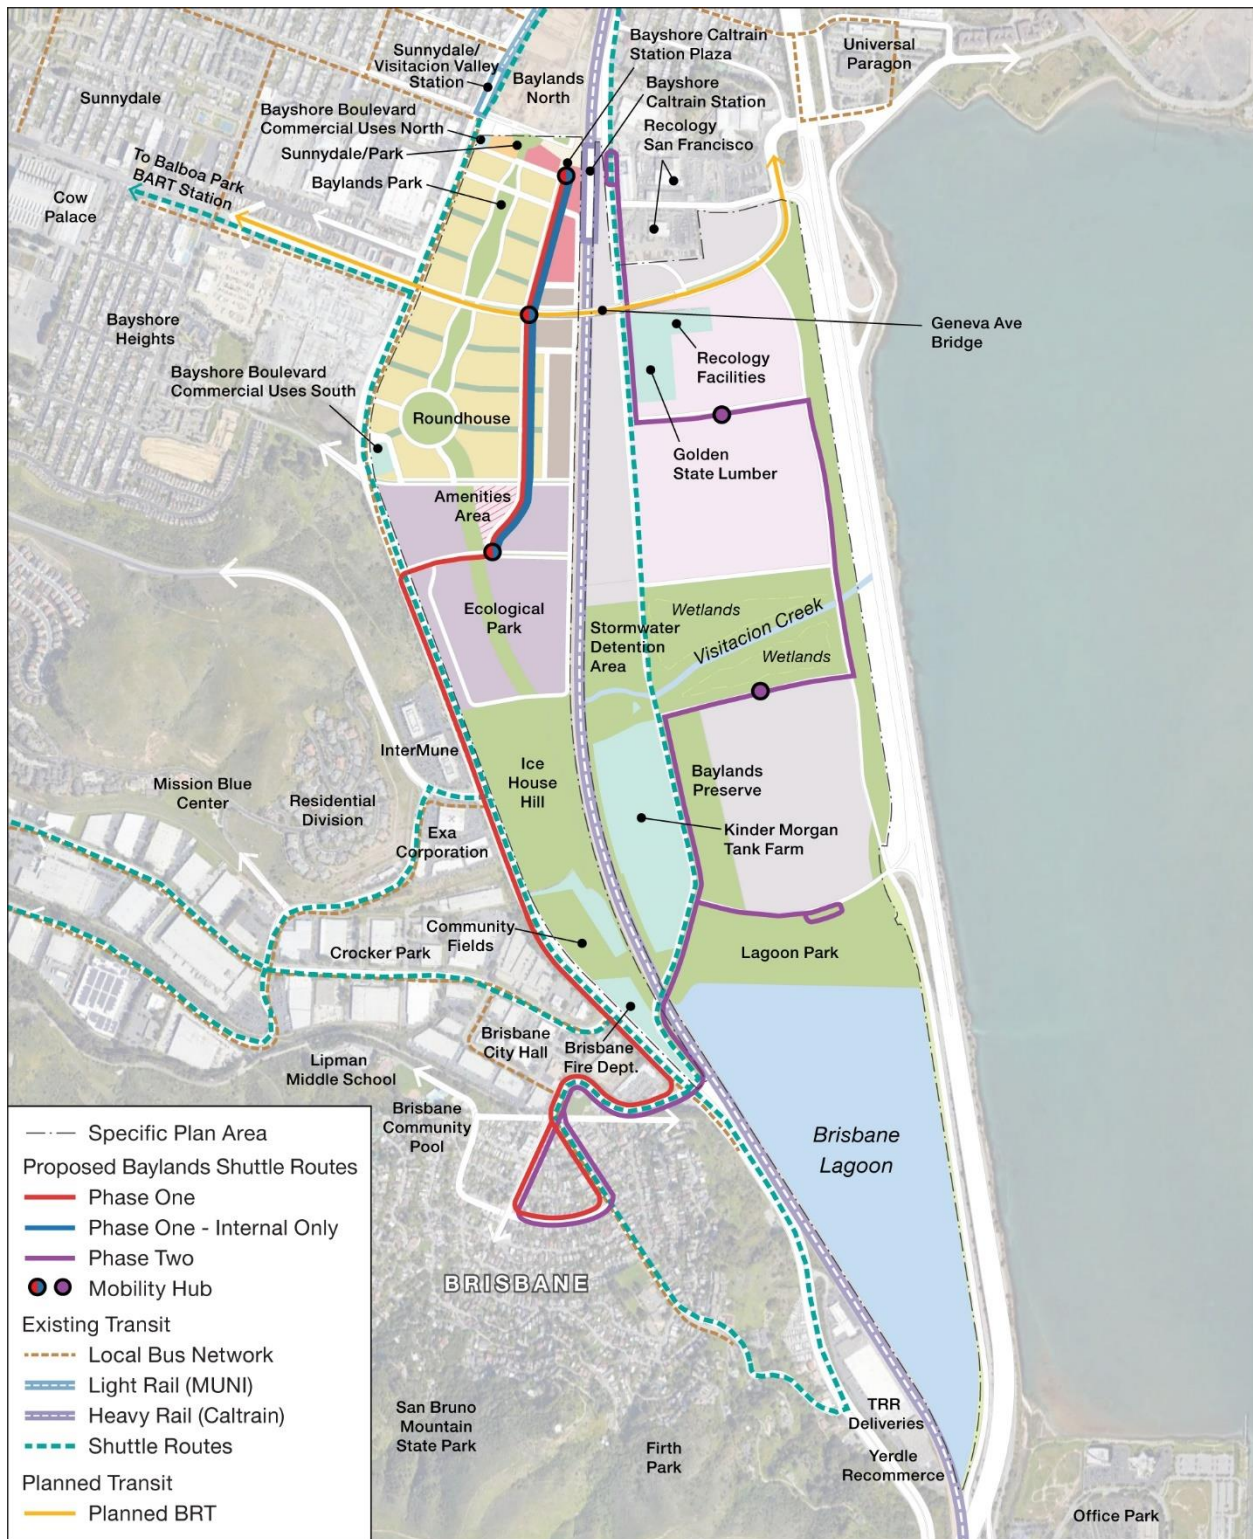 Sunnydale/
Visitacion Valley
Station
Baylands
North
Bayshore Caltrain
Station Plaza
Bayshore
Caltrain Station
Universal
Paragon
Sunnydale
Bayshore Boulevard
Commercial Uses North
Recology
San Francisco
Sunnydale/Park
To Balboa Park
BART Station
Baylands Park
Cow
Palace
Bayshore
Heights
Geneva Ave
Bridge
Recology
Facilities
Bayshore Boulevard
Commercial Uses South
Roundhouse
Golden
State Lumber
Amenities
Area
Ecological
Park
Wetlands
Stormwater
Detention
Area
Visitacion Creek
Wetlands
InterMune
Ice
House
Hill
Baylands
Preserve
Mission Blue
Center
Residential
Division
Exa
Corporation
Kinder Morgan
Tank Farm
Community
Fields
Crocker Park
Lagoon Park
Brisbane
City Hall
Brisbane
Fire Dept.
Lipman
Middle School
Brisbane
Community
Pool
Brisbane
Lagoon
BRISBANE
San Bruno
Mountain
State Park
Firth
Park
TRR
Deliveries
Yerdle
Recommerce
Office Park
Specific Plan Area
Proposed Baylands Shuttle Routes
Phase One
Phase One - Internal Only
Phase Two
Mobility Hub
Existing Transit
Local Bus Network
Light Rail (MUNI)
Heavy Rail (Caltrain)
Shuttle Routes
Planned Transit
Planned BRT